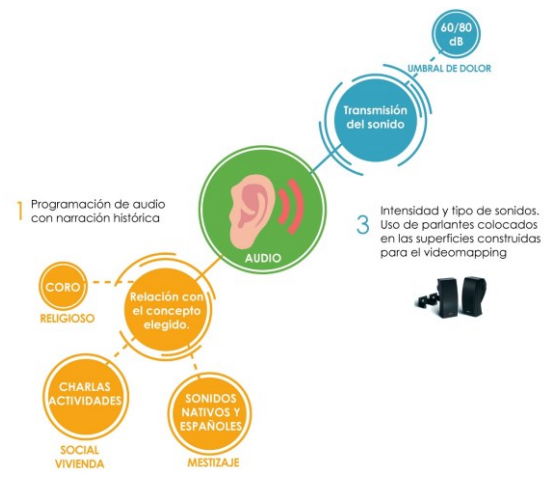 60/80
dB
UMBRAL DE DOLOR
Transmisión
del sonido
AUDIO
1 Programación de audio
con narración histórica
3 Intensidad y tipo de sonidos.
Uso de parlantes colocados
en las superficies construidas
para el videomapping
Relación con
el concepto
elegido.
CORO
RELIGIOSO
CHARLAS
ACTIVIDADES
SOCIAL
VIVIENDA
SONIDOS
NATIVOS Y
ESPAÑOLES
MESTIZAJE